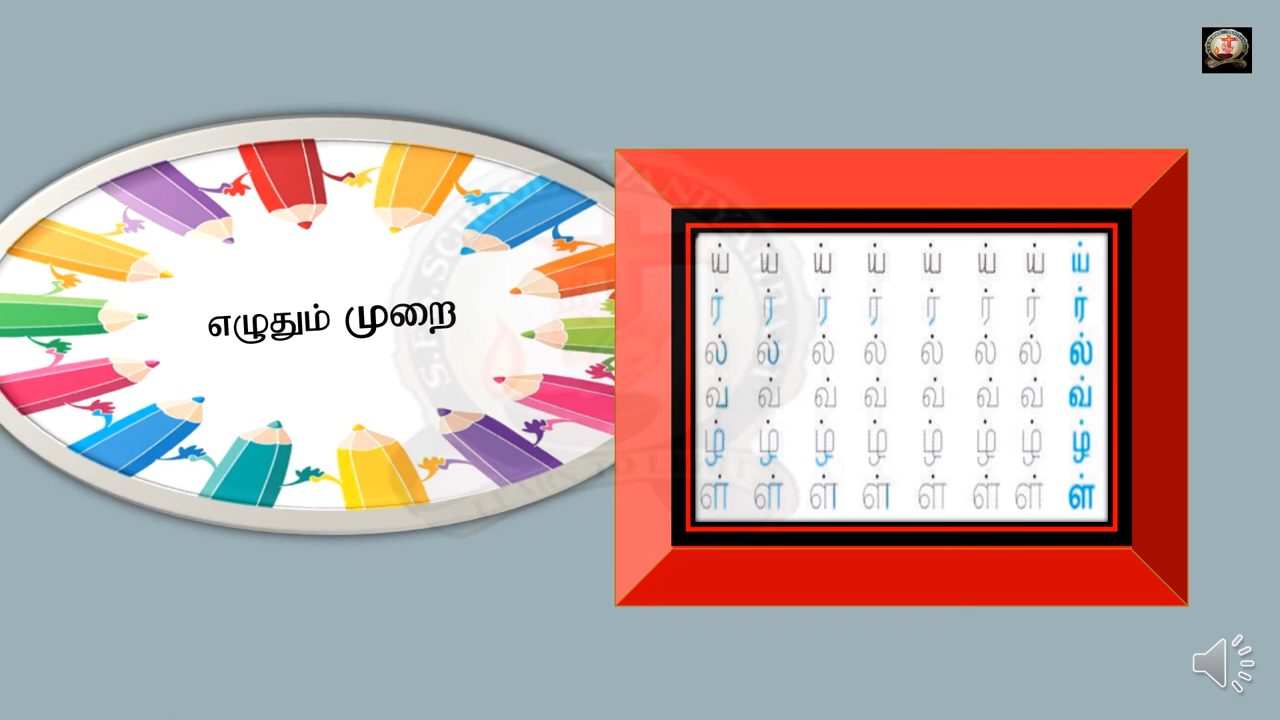 எழுதும் முறை
ய் ய் ய் ய் ய் ய் ய் ய்
ர் ர் ர் ர் ர் ர் ர் ர்
ல் ல் ல் ல் ல் ல் ல் ல்
வ் வ் வ் வ் வ் வ் வ் வ்
ழ் ழ் ழ் ழ் ழ் ழ் ழ் ழ்
ள் ள் ள் ள் ள் ள் ள் ள்